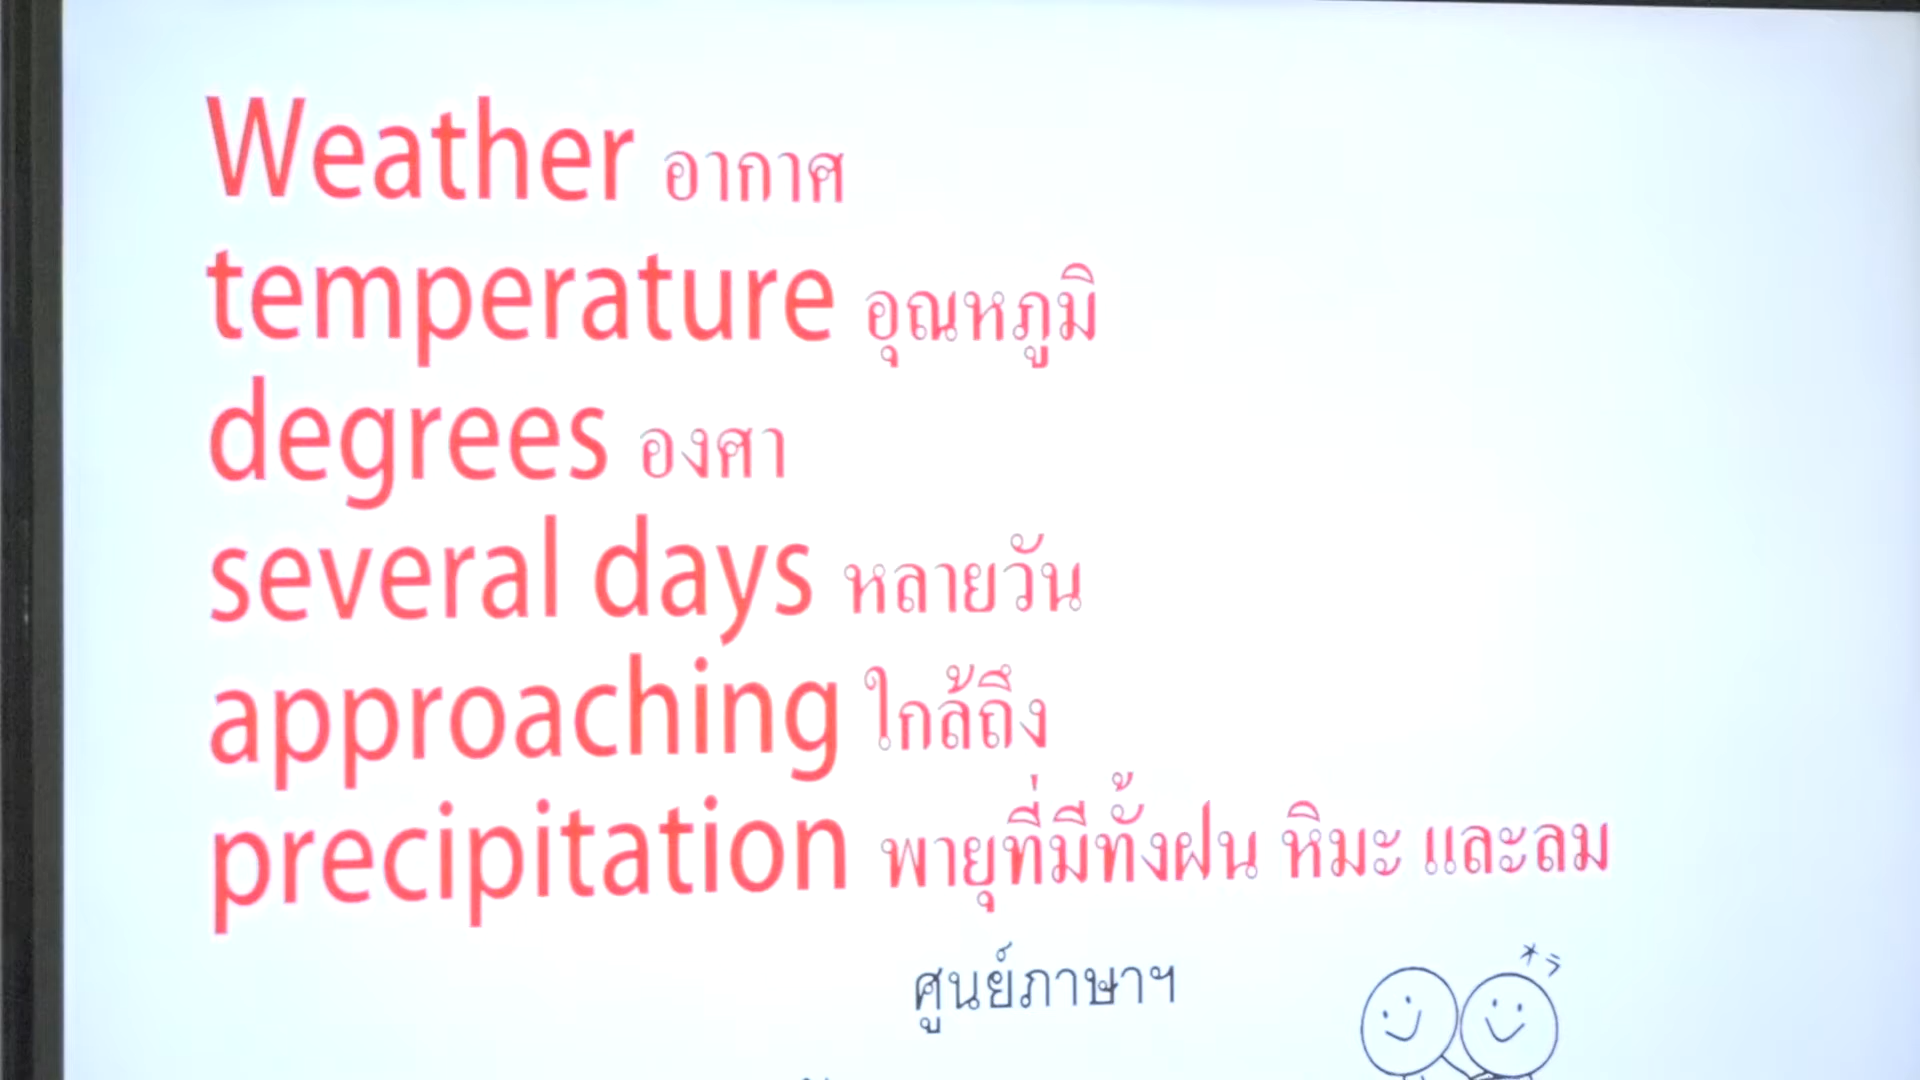 Weather อากาศ
temperature อุณหภูมิ
degrees องศา
several days หลายวัน
approaching ใกล้ถึง
precipitation พายุที่มีทั้งฝน หิมะ และลม
ศูนย์ภาษาฯ